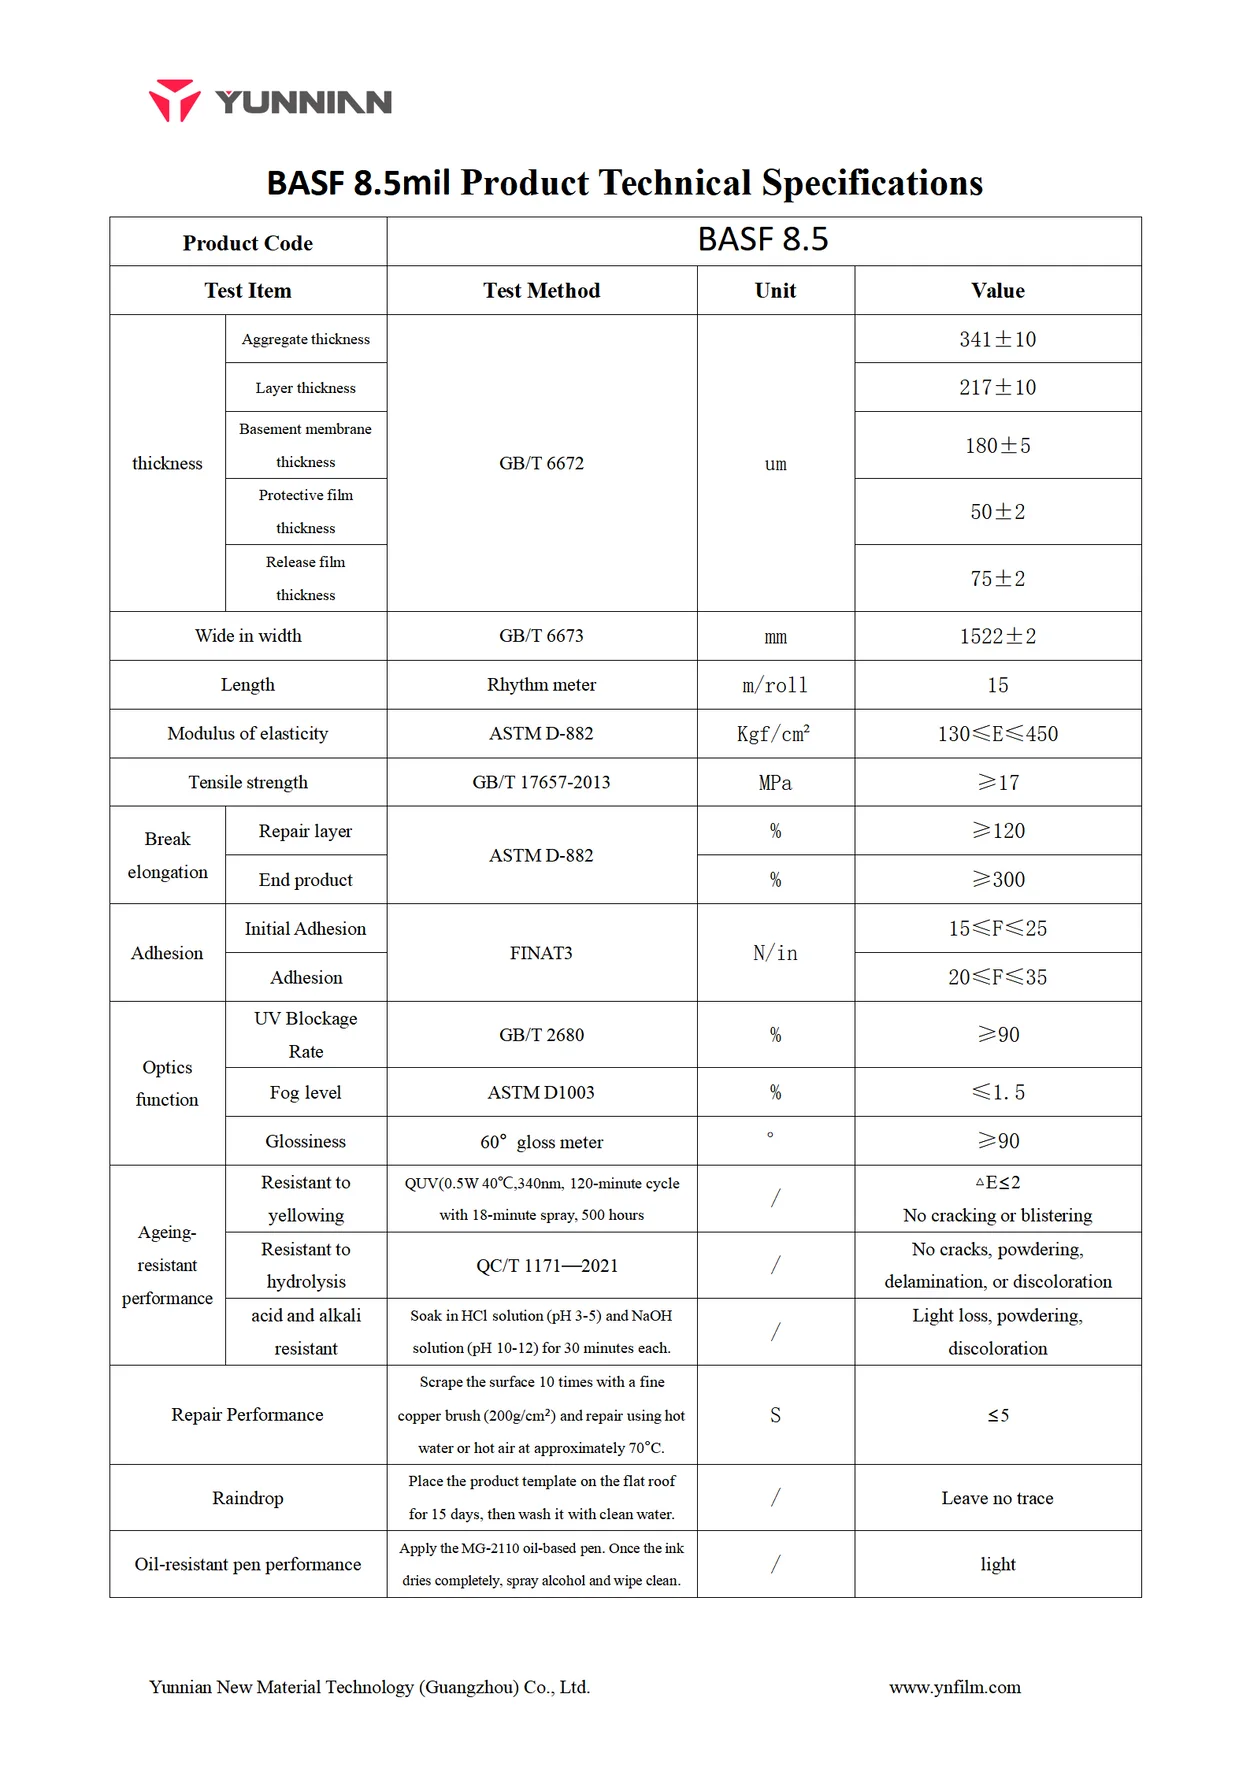 YUNNIAN
BASF 8.5mil Product Technical Specifications
Product Code BASF 8.5
Test Item Test Method Unit Value
thickness GB/T 6672 um
Aggregate thickness 341±10
Layer thickness 217±10
Basement membrane
thickness 180±5
Protective film
thickness 50±2
Release film
thickness 75±2
Wide in width GB/T 6673 mm 1522±2
Length Rhythm meter m/roll 15
Modulus of elasticity ASTM D-882 Kgf/cm² 130≤E≤450
Tensile strength GB/T 17657-2013 MPa ≥17
Break
elongation
ASTM D-882
Repair layer % ≥120
End product % ≥300
Adhesion FINAT3 N/in
Initial Adhesion 15≤F≤25
Adhesion 20≤F≤35
Optics
function
UV Blockage
Rate GB/T 2680 % ≥90
Fog level ASTM D1003 % ≤1.5
Glossiness 60° gloss meter ° ≥90
Ageing-
resistant
performance
Resistant to QUV(0.5W 40℃,340nm, 120-minute cycle / △E≤2
yellowing with 18-minute spray, 500 hours No cracking or blistering
Resistant to QC/T 1171—2021 / No cracks, powdering,
hydrolysis delamination, or discoloration
acid and alkali Soak in HCl solution (pH 3-5) and NaOH / Light loss, powdering,
resistant solution (pH 10-12) for 30 minutes each. discoloration
Scrape the surface 10 times with a fine
Repair Performance copper brush (200g/cm²) and repair using hot S ≤5
water or hot air at approximately 70°C.
Raindrop Place the product template on the flat roof / Leave no trace
for 15 days, then wash it with clean water.
Oil-resistant pen performance Apply the MG-2110 oil-based pen. Once the ink / light
dries completely, spray alcohol and wipe clean.
Yunnian New Material Technology (Guangzhou) Co., Ltd. www.ynfilm.com